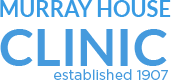 MURRAY HOUSE
CLINIC
established 1907